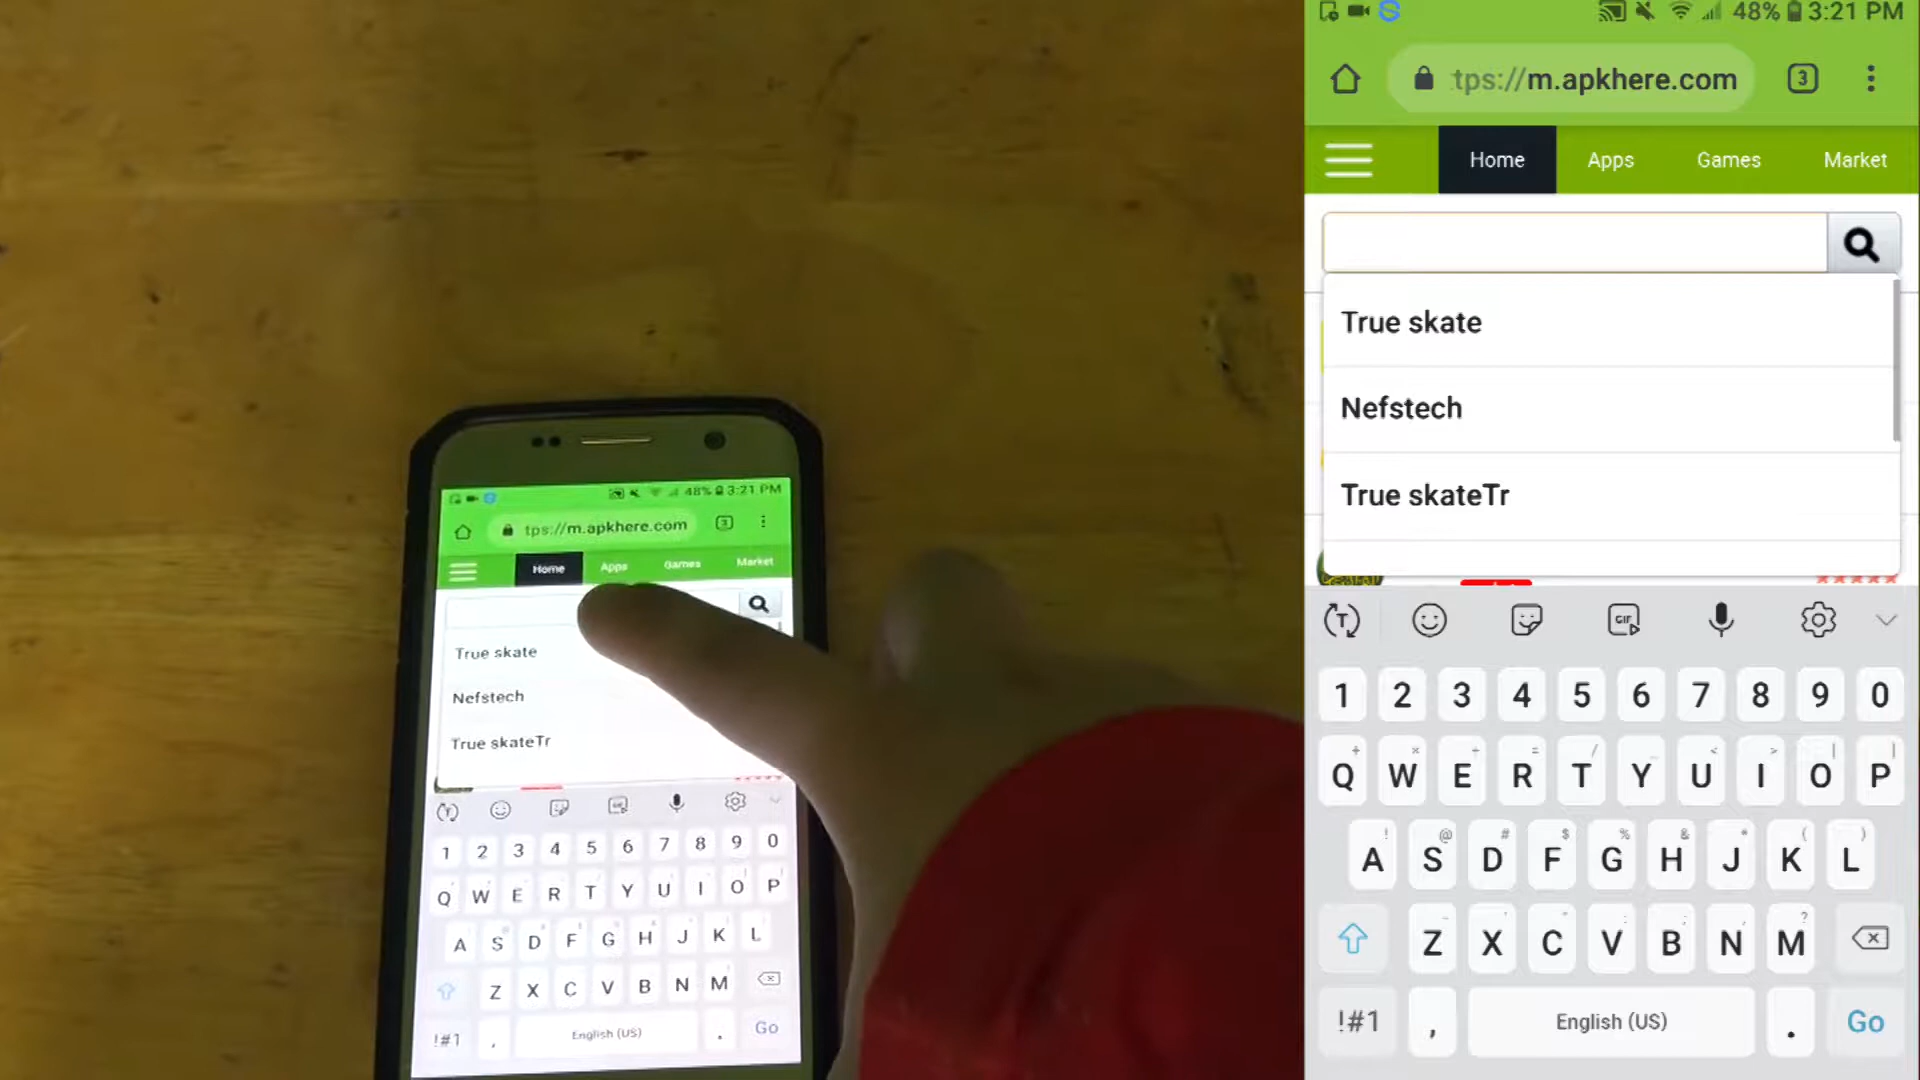 48% 3:21 PM
tps://m.apkhere.com 3
Home Apps Games Market
True skate
Nefstech
True skateTr
GIF
1 2 3 4 5 6 7 8 9 0
Q W E R T Y U I O P
A S D F G H J K L
Z X C V B N M
!#1 , English (US) . Go
48% 3:21 PM
tps://m.apkhere.com 3
Home Apps Games Market
True skate
Nefstech
True skateTr
T GIF
1 2 3 4 5 6 7 8 9 0
Q W E R T Y U I O P
! @ # $ % & * ( )
A S D F G H J K L
Z X C V B N M
!#1 , English (US) . Go